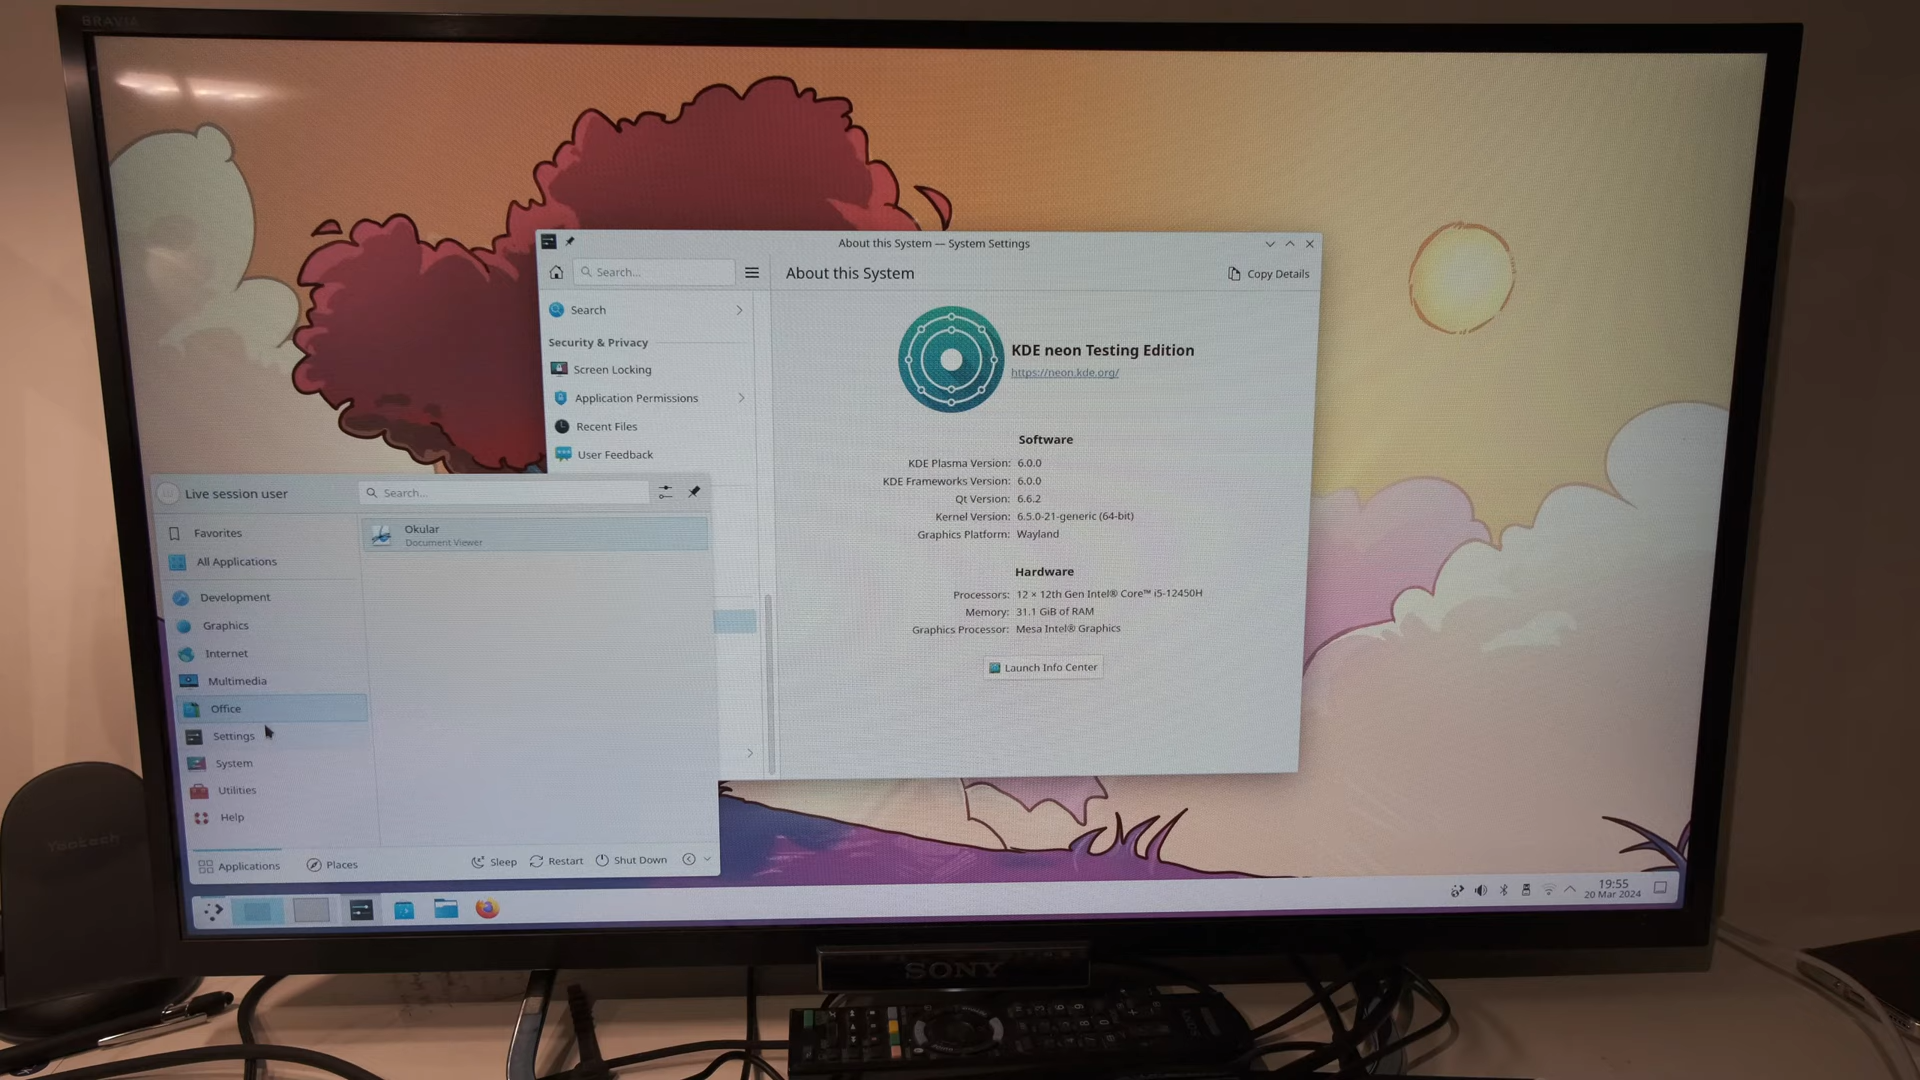 BRAVIA
About this System — System Settings
Search...
About this System
Copy Details
Search
Security & Privacy
Screen Locking
Application Permissions
Recent Files
User Feedback
KDE neon Testing Edition
https://neon.kde.org/
Software
KDE Plasma Version: 6.0.0
KDE Frameworks Version: 6.0.0
Qt Version: 6.6.2
Kernel Version: 6.5.0-21-generic (64-bit)
Graphics Platform: Wayland
Hardware
Processors: 12 × 12th Gen Intel® Core™ i5-12450H
Memory: 31.1 GiB of RAM
Graphics Processor: Mesa Intel® Graphics
Launch Info Center
Live session user
Search...
Favorites
All Applications
Development
Graphics
Internet
Multimedia
Office
Settings
System
Utilities
Help
Okular
Document Viewer
Applications
Places
Sleep
Restart
Shut Down
19:55
20 Mar 2024
Yootech
SONY